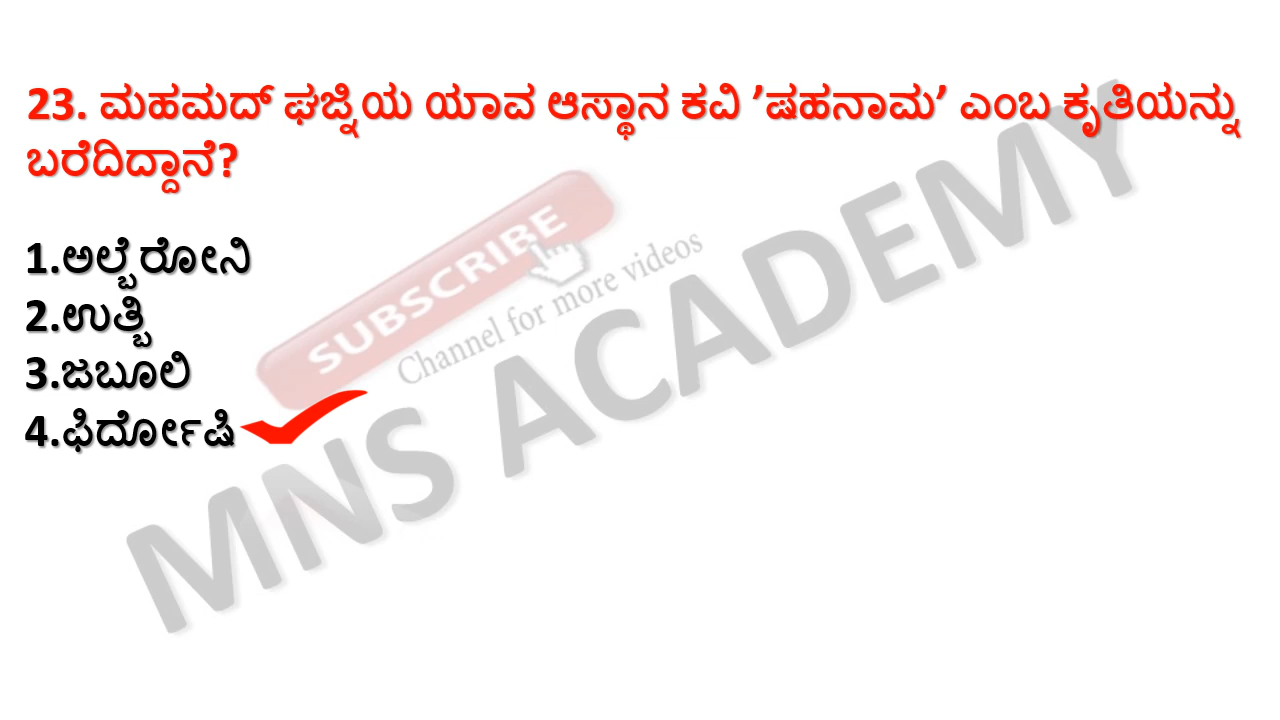 23. ಮಹಮದ್ ಘಜ್ನಿಯ ಯಾವ ಆಸ್ಥಾನ ಕವಿ ’ಷಹನಾಮ’ ಎಂಬ ಕೃತಿಯನ್ನು
ಬರೆದಿದ್ದಾನೆ?
1.ಅಲ್ಬೆರೋನಿ
2.ಉತ್ಬಿ
3.ಜಬೂಲಿ
4.ಫಿರ್ದೋಷಿ
SUBSCRIBE
Channel for more videos
MNS ACADEMY